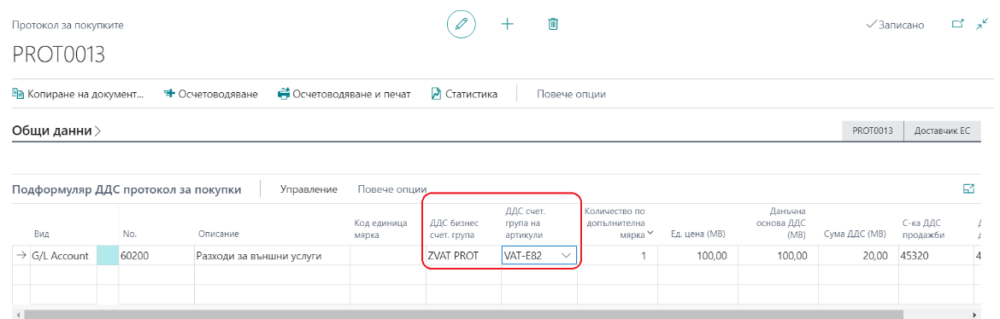 Протокол за покупките
Записано
PROT0013
Копиране на документ... Осчетоводяване Осчетоводяване и печат Статистика Повече опции
Общи данни
PROT0013 Доставчик ЕС
Подформуляр ДДС протокол за покупки Управление Повече опции
Вид No. Описание Код единица мярка ДДС бизнес счет. група ДДС счет. група на артикули Количество по допълнителна мярка Ед. цена (МВ) Данъчна основа ДДС (МВ) Сума ДДС (МВ) С-ка ДДС продажби
G/L Account 60200 Разходи за външни услуги ZVAT PROT VAT-E82 1 100,00 100,00 20,00 45320 4